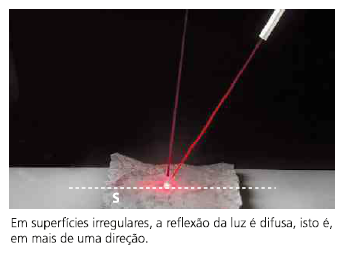 S
Em superfícies irregulares, a reflexão da luz é difusa, isto é,
em mais de uma direção.